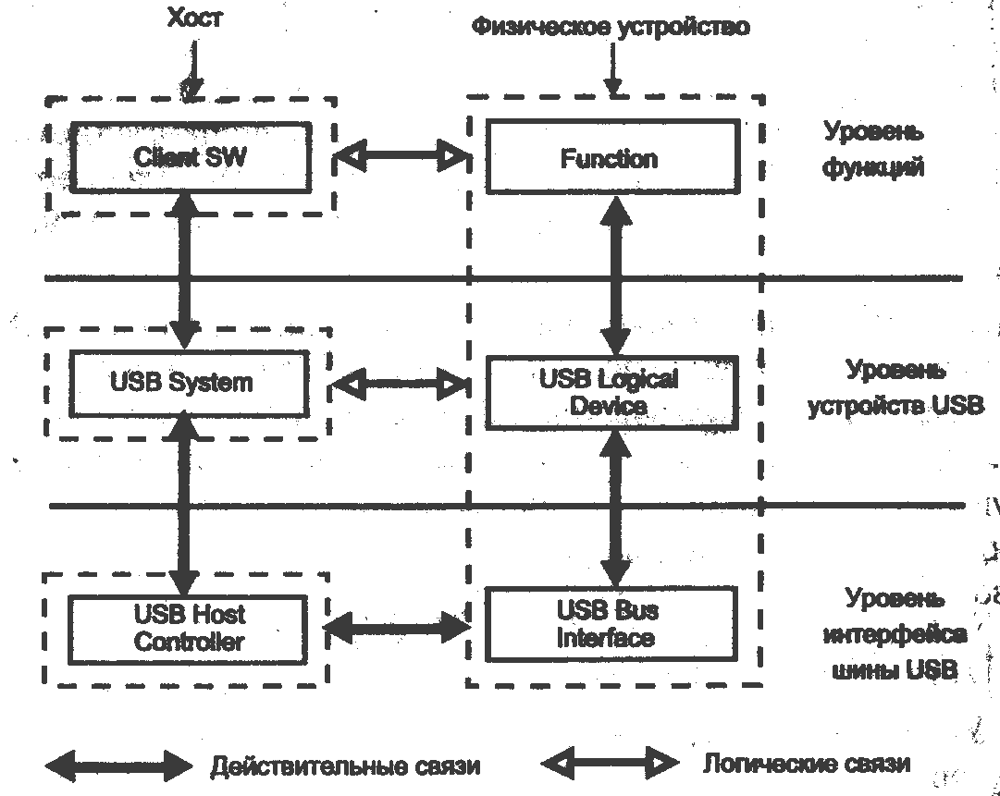 Хост
Физическое устройство
Client SW
Function
Уровень
функций
USB System
USB Logical
Device
Уровень
устройств USB
USB Host
Controller
USB Bus
Interface
Уровень
интерфейса
шины USB
Действительные связи
Логические связи